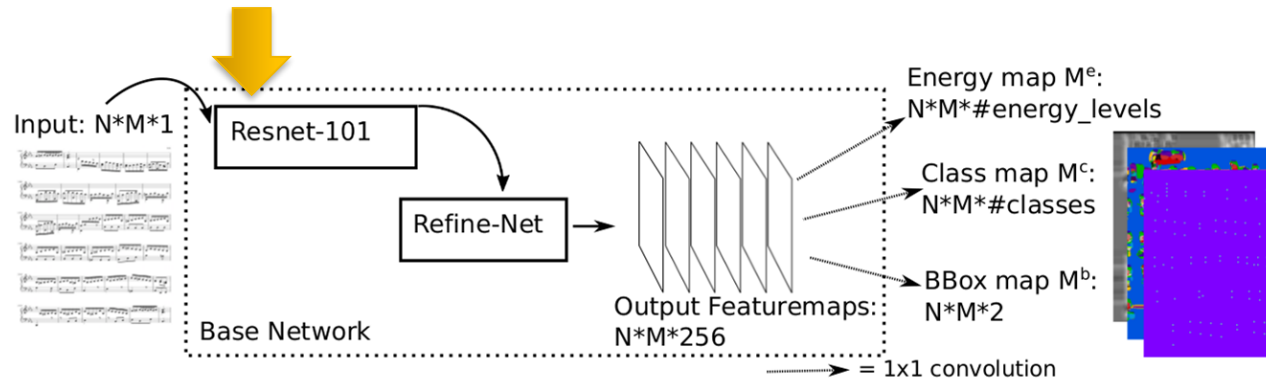 Input: N*M*1
Resnet-101
Refine-Net
Base Network
Output Featuremaps:
N*M*256
Energy map Mᵉ:
N*M*#energy_levels
Class map Mᶜ:
N*M*#classes
BBox map Mᵇ:
N*M*2
= 1x1 convolution